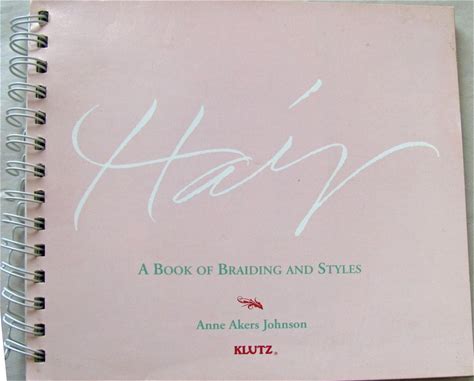 Hair
A BOOK OF BRAIDING AND STYLES
Anne Akers Johnson
KLUTZ®